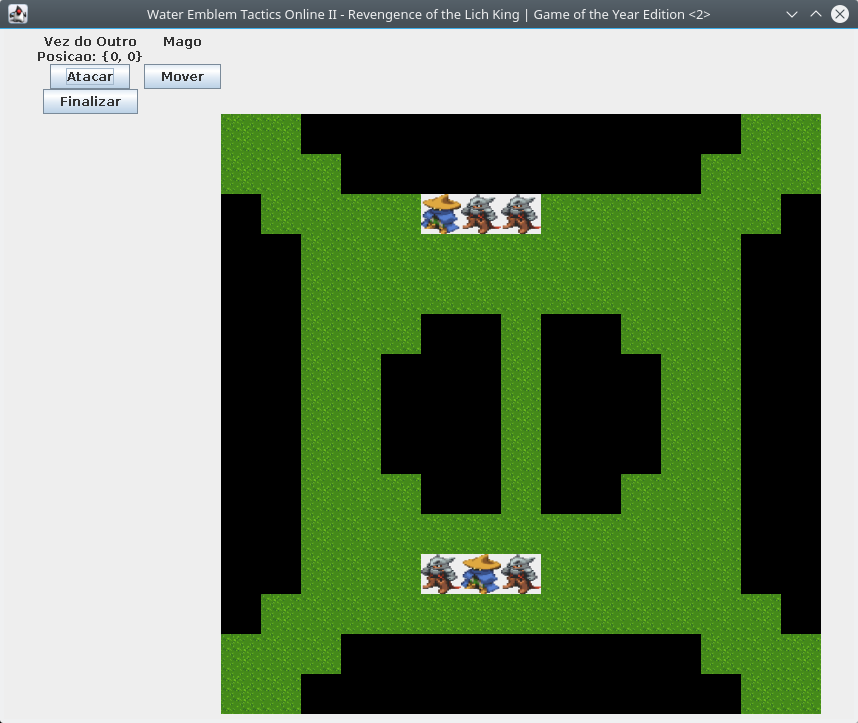 Water Emblem Tactics Online II - Revengence of the Lich King | Game of the Year Edition <2>
Vez do Outro Mago
Posicao: {0, 0}
Atacar Mover
Finalizar